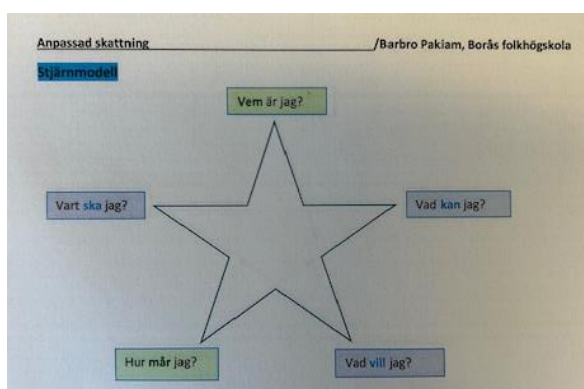 Anpassad skattning /Barbro Pakiam, Borås folkhögskola
Stjärnmodell
Vem är jag?
Vart ska jag?
Vad kan jag?
Hur mår jag?
Vad vill jag?